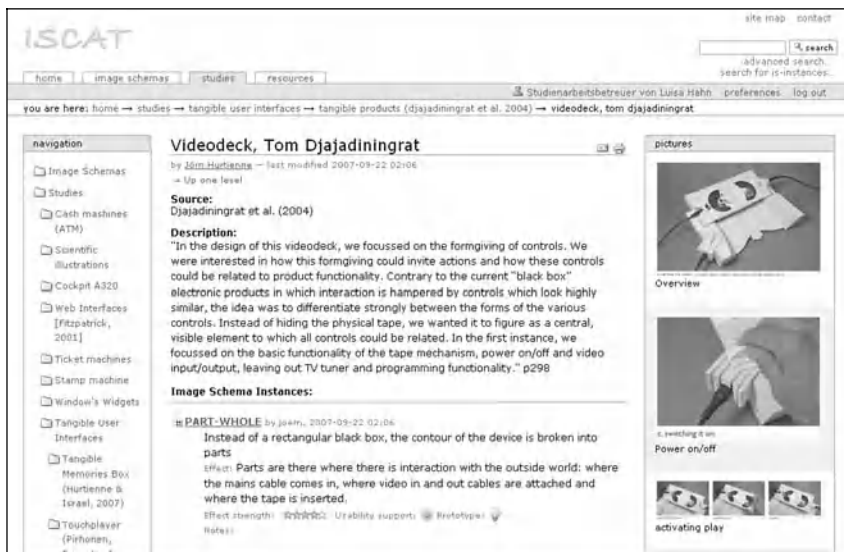 site map contact
ISCAT
search
advanced search...
search for is-instances...
home image schemas studies resources
Studienarbeitsbetreuer von Luisa Hahn preferences log out
you are here: home → studies → tangible user interfaces → tangible products (djajadiningrat et al. 2004) → videodeck, tom djajadiningrat
navigation
Image Schemas
Studies
Cash mashines
(ATM)
Scientific
illustrations
Cockpit A320
Web Interfaces
[Fitzpatrick,
2001]
Ticket machines
Stamp machine
Window's Widgets
Tangible User
Interfaces
Tangible
Memories Box
(Hurtienne &
Israel, 2007)
Touchplayer
(Pirhonen,
Videodeck, Tom Djajadiningrat
by Jörn Hurtienne — last modified 2007-09-22 02:06
Up one level
Source:
Djajadiningrat et al. (2004)
Description:
"In the design of this videodeck, we focussed on the formgiving of controls. We
were interested in how this formgiving could invite actions and how these controls
could be related to product functionality. Contrary to the current "black box"
electronic products in which interaction is hampered by controls which look highly
similar, the idea was to differentiate strongly between the forms of the various
controls. Instead of hiding the physical tape, we wanted it to figure as a central,
visible element to which all controls could be related. In the first instance, we
focussed on the basic functionality of the tape mechanism, power on/off and video
input/output, leaving out TV tuner and programming functionality." p298
Image Schema Instances:
PART-WHOLE by joern, 2007-09-22 02:06
Instead of a rectangular black box, the contour of the device is broken into
parts
Effect: Parts are there where there is interaction with the outside world: where
the mains cable comes in, where video in and out cables are attached and
where the tape is inserted.
Effect strength: Usability support: Prototype:
Notes:
pictures
Overview
c. switching it on
Power on/off
activating play